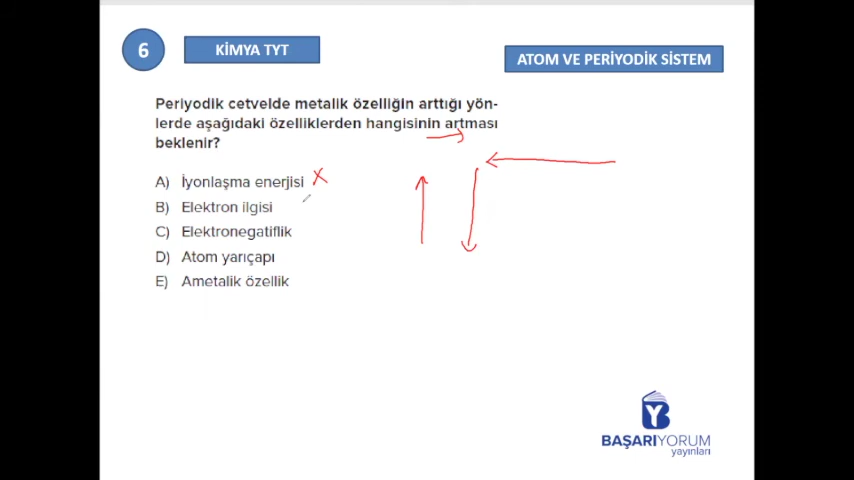 6
KİMYA TYT
ATOM VE PERİYODİK SİSTEM
Periyodik cetvelde metalik özelliğin arttığı yön-
lerde aşağıdaki özelliklerden hangisinin artması
beklenir?
A) İyonlaşma enerjisi
B) Elektron ilgisi
C) Elektronegatiflik
D) Atom yarıçapı
E) Ametalik özellik
BAŞARIYORUM
yayınları